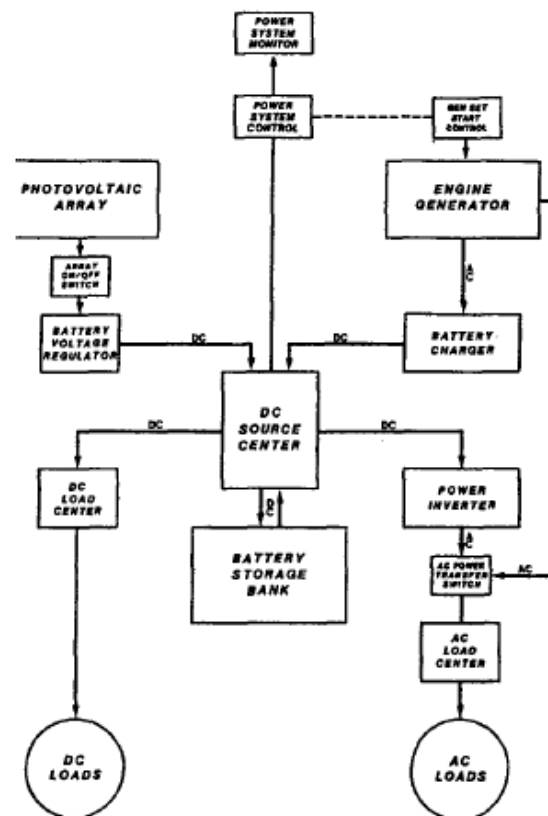 POWER
SYSTEM
MONITOR
POWER
SYSTEM
CONTROL
GEN SET
START
CONTROL
PHOTOVOLTAIC
ARRAY
ENGINE
GENERATOR
ARRAY
ON/OFF
SWITCH
AC
BATTERY
VOLTAGE
REGULATOR
DC
DC
BATTERY
CHARGER
DC
SOURCE
CENTER
DC
DC
DC
LOAD
CENTER
POWER
INVERTER
DC
BATTERY
STORAGE
BANK
AC
AC POWER
TRANSFER
SWITCH
AC
AC
LOAD
CENTER
DC
LOADS
AC
LOADS